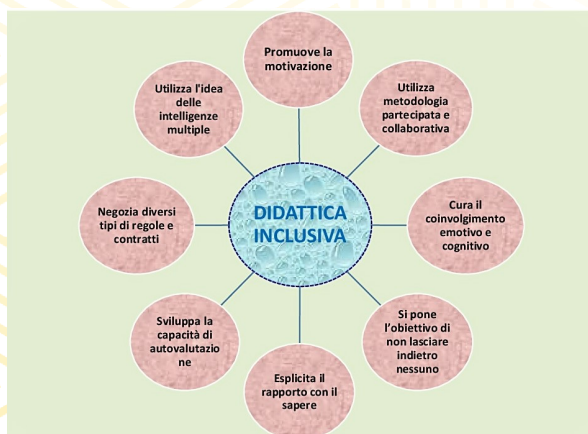 Promuove la
motivazione
Utilizza
metodologia
partecipata e
collaborativa
Cura il
coinvolgimento
emotivo e
cognitivo
Si pone
l'obiettivo di
non lasciare
indietro
nessuno
Esplicita il
rapporto con il
sapere
Sviluppa la
capacità di
autovalutazio
ne
Negozia diversi
tipi di regole e
contratti
Utilizza l'idea
delle
intelligenze
multiple
DIDATTICA
INCLUSIVA